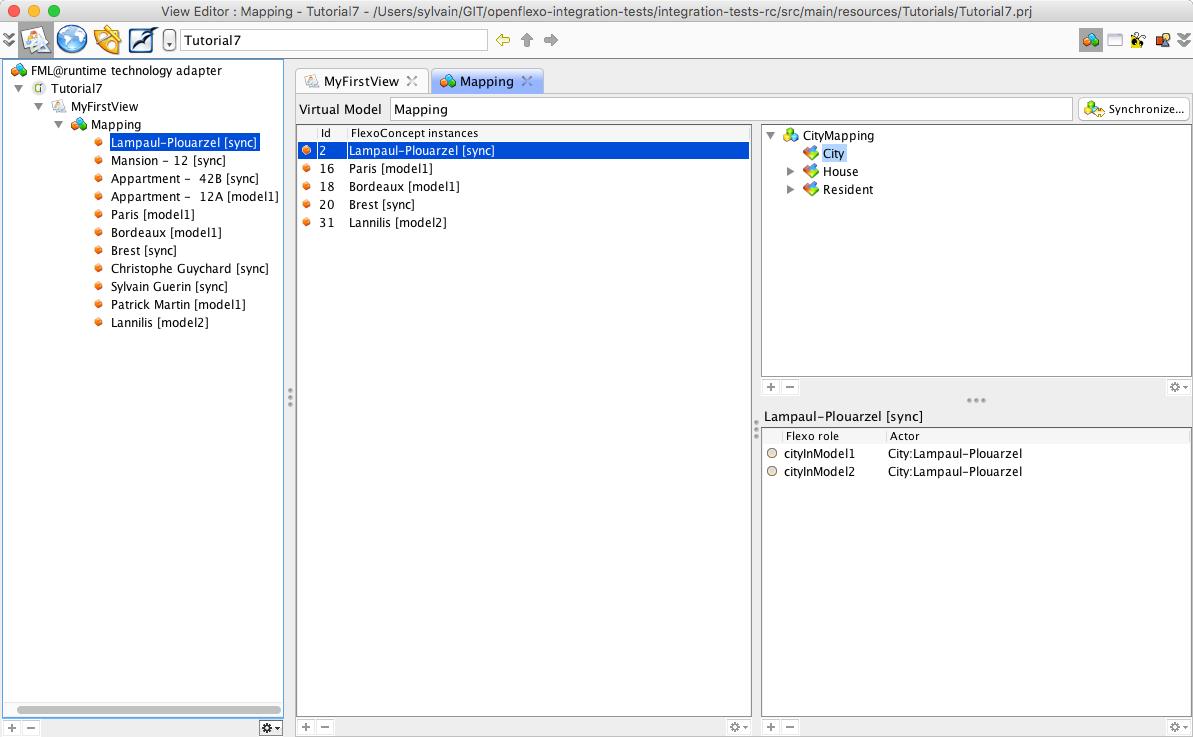 View Editor : Mapping - Tutorial7 - /Users/sylvain/GIT/openflexo-integration-tests/integration-tests-rc/src/main/resources/Tutorials/Tutorial7.prj
Tutorial7
FML@runtime technology adapter
Tutorial7
MyFirstView
Mapping
Lampaul-Plouarzel [sync]
Mansion - 12 [sync]
Appartment -  42B [sync]
Appartment -  12A [model1]
Paris [model1]
Bordeaux [model1]
Brest [sync]
Christophe Guychard [sync]
Sylvain Guerin [sync]
Patrick Martin [model1]
Lannilis [model2]
MyFirstView
Mapping
Virtual Model Mapping
Synchronize...
Id FlexoConcept instances
2 Lampaul-Plouarzel [sync]
16 Paris [model1]
18 Bordeaux [model1]
20 Brest [sync]
31 Lannilis [model2]
CityMapping
City
House
Resident
Lampaul-Plouarzel [sync]
Flexo role Actor
cityInModel1 City:Lampaul-Plouarzel
cityInModel2 City:Lampaul-Plouarzel